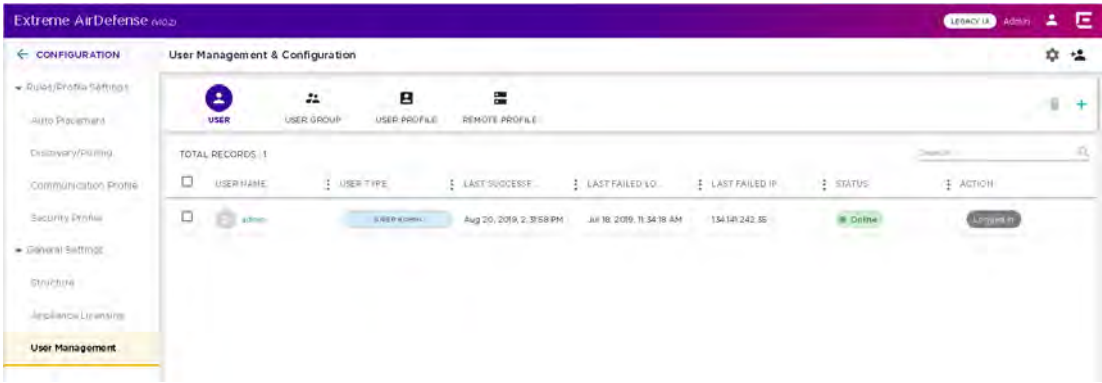 Extreme AirDefense (v10.2)
LEGACY UI Admin
CONFIGURATION
User Management & Configuration
Rules/Profile Settings
Auto Placement
Discovery/Polling
Communication Profile
Security Profile
General Settings
Structure
Appliance Licensing
User Management
USER
USER GROUP
USER PROFILE
REMOTE PROFILE
TOTAL RECORDS : 1
Search
USER NAME USER TYPE LAST SUCCESSF... LAST FAILED LO... LAST FAILED IP STATUS ACTION
admin Aug 20, 2019, 2:31:58 PM Jul 18, 2019, 11:34:18 AM 134.141.242.35 Online Logged In